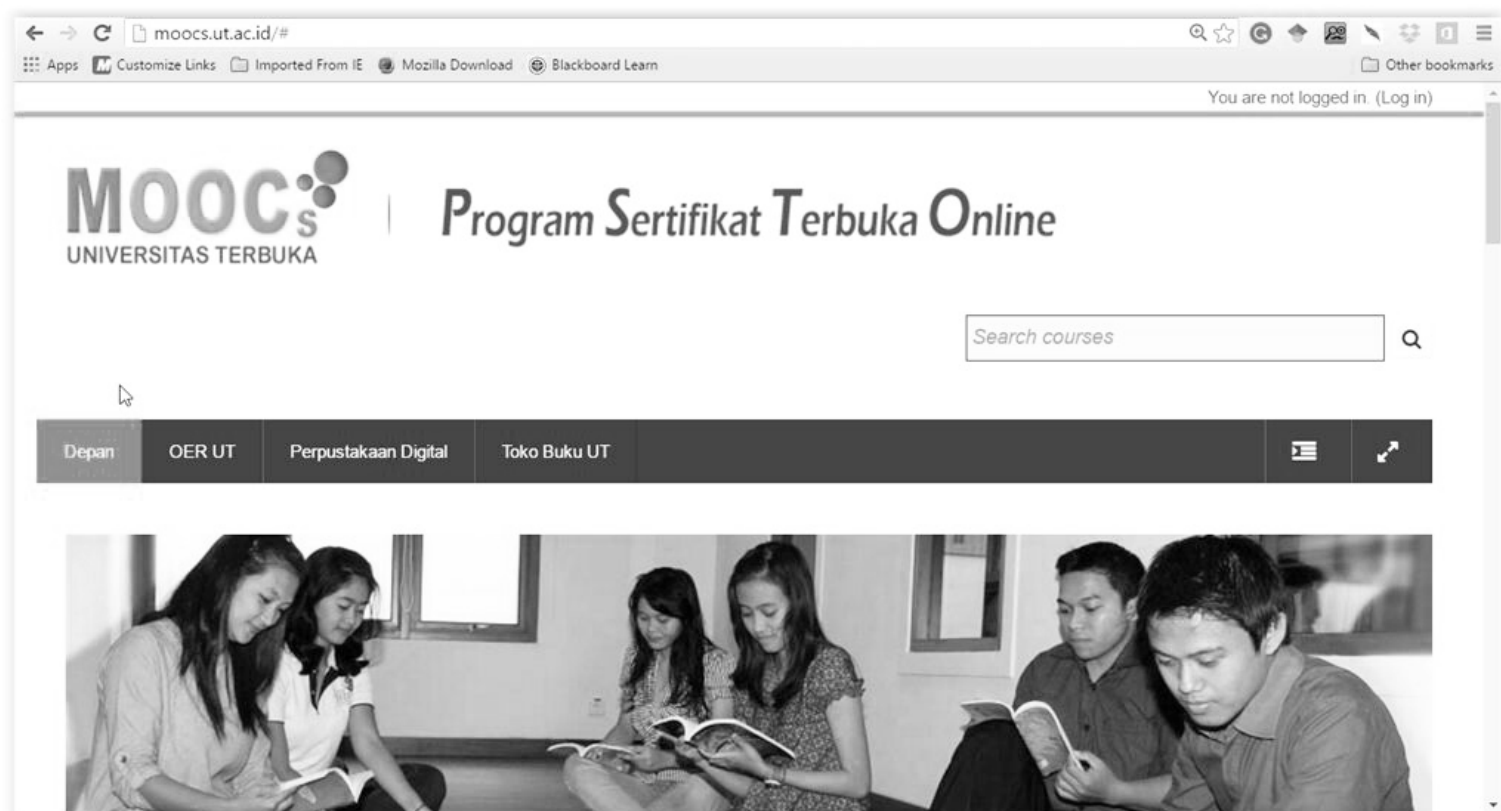 moocs.ut.ac.id/#
Apps Customize Links Imported From IE Mozilla Download Blackboard Learn Other bookmarks
You are not logged in. (Log in)
MOOCs
UNIVERSITAS TERBUKA
Program Sertifikat Terbuka Online
Search courses
Depan OER UT Perpustakaan Digital Toko Buku UT